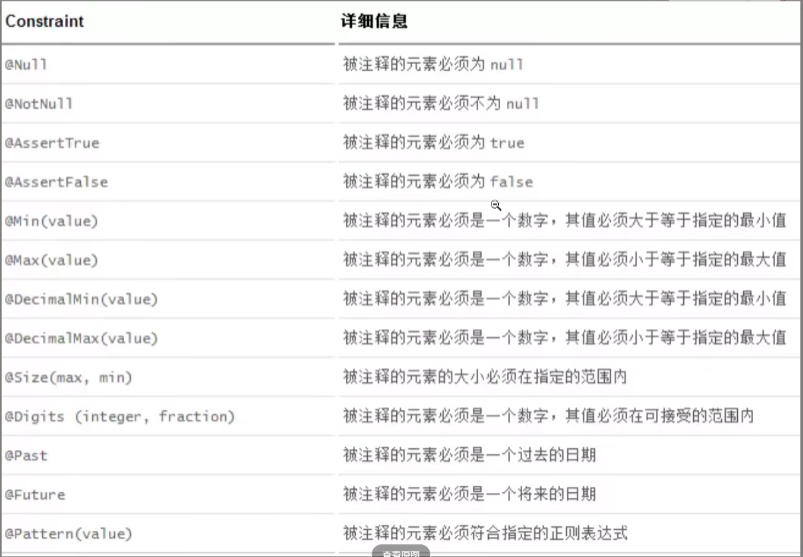 Constraint 详细信息
@Null 被注释的元素必须为 null
@NotNull 被注释的元素必须不为 null
@AssertTrue 被注释的元素必须为 true
@AssertFalse 被注释的元素必须为 false
@Min(value) 被注释的元素必须是一个数字，其值必须大于等于指定的最小值
@Max(value) 被注释的元素必须是一个数字，其值必须小于等于指定的最大值
@DecimalMin(value) 被注释的元素必须是一个数字，其值必须大于等于指定的最小值
@DecimalMax(value) 被注释的元素必须是一个数字，其值必须小于等于指定的最大值
@Size(max, min) 被注释的元素的大小必须在指定的范围内
@Digits (integer, fraction) 被注释的元素必须是一个数字，其值必须在可接受的范围内
@Past 被注释的元素必须是一个过去的日期
@Future 被注释的元素必须是一个将来的日期
@Pattern(value) 被注释的元素必须符合指定的正则表达式